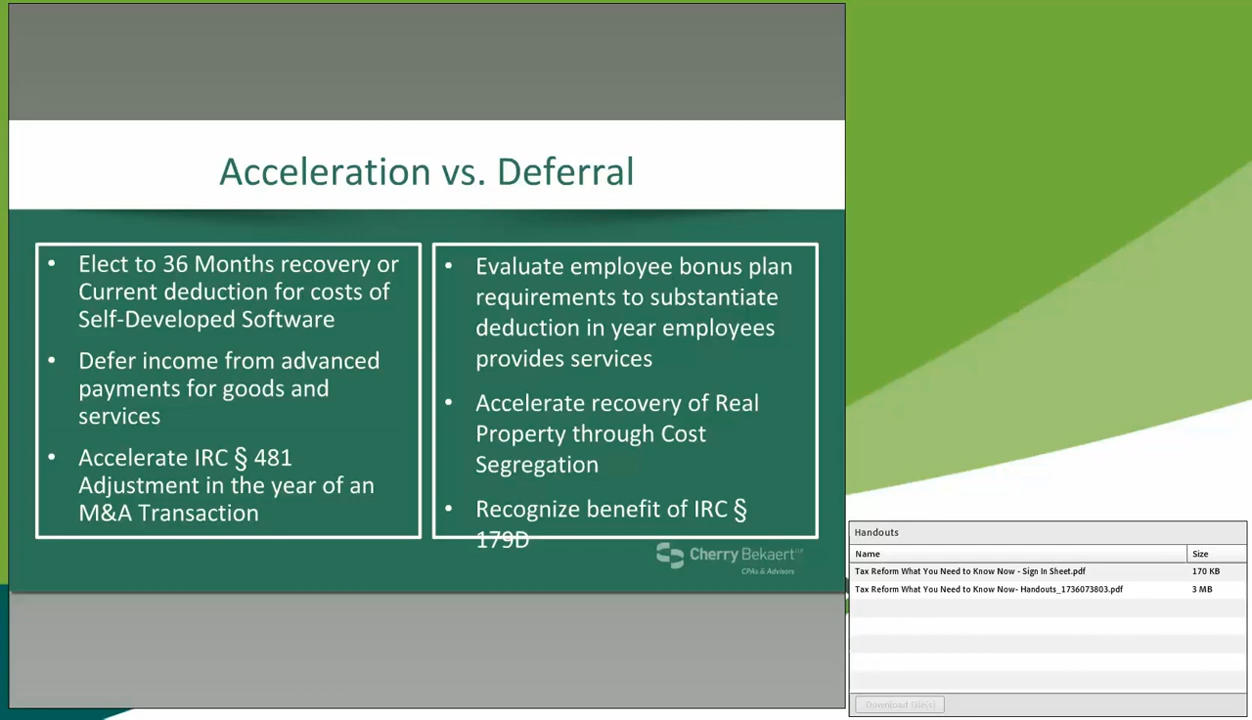 Acceleration vs. Deferral
• Elect to 36 Months recovery or
Current deduction for costs of
Self-Developed Software
• Defer income from advanced
payments for goods and
services
• Accelerate IRC § 481
Adjustment in the year of an
M&A Transaction
• Evaluate employee bonus plan
requirements to substantiate
deduction in year employees
provides services
• Accelerate recovery of Real
Property through Cost
Segregation
• Recognize benefit of IRC §
179D
Cherry Bekaert LLP
CPAs & Advisors
Handouts
Name Size
Tax Reform What You Need to Know Now - Sign In Sheet.pdf 170 KB
Tax Reform What You Need to Know Now- Handouts_1736073803.pdf 3 MB
Download File(s)